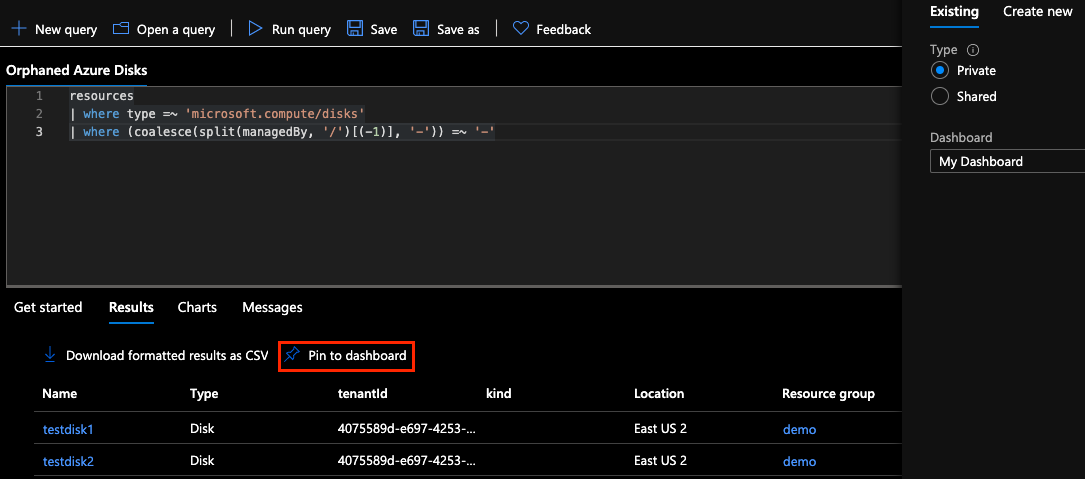 New query Open a query Run query Save Save as Feedback
Orphaned Azure Disks
1 resources
2 | where type =~ 'microsoft.compute/disks'
3 | where (coalesce(split(managedBy, '/')[(-1)], '-')) =~ '-'
Get started Results Charts Messages
Download formatted results as CSV Pin to dashboard
Name Type tenantId kind Location Resource group
testdisk1 Disk 4075589d-e697-4253-... East US 2 demo
testdisk2 Disk 4075589d-e697-4253-... East US 2 demo
Existing Create new
Type
Private
Shared
Dashboard
My Dashboard